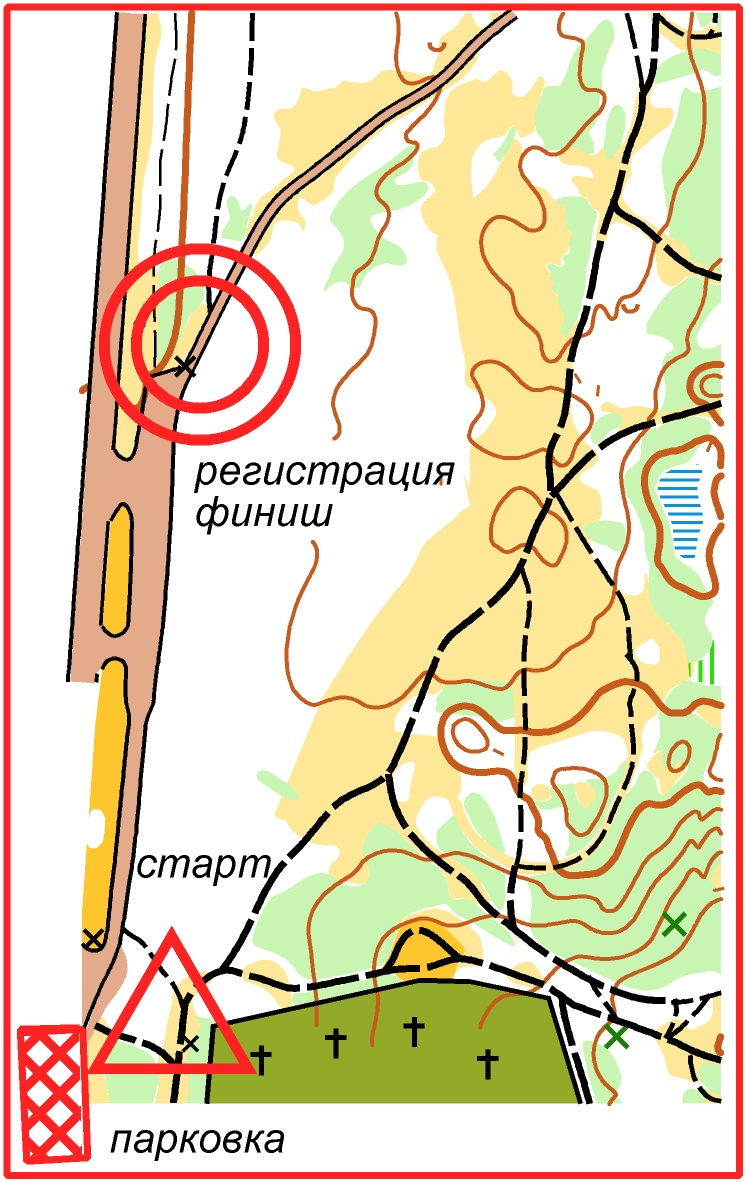 регистрация
финиш
старт
парковка